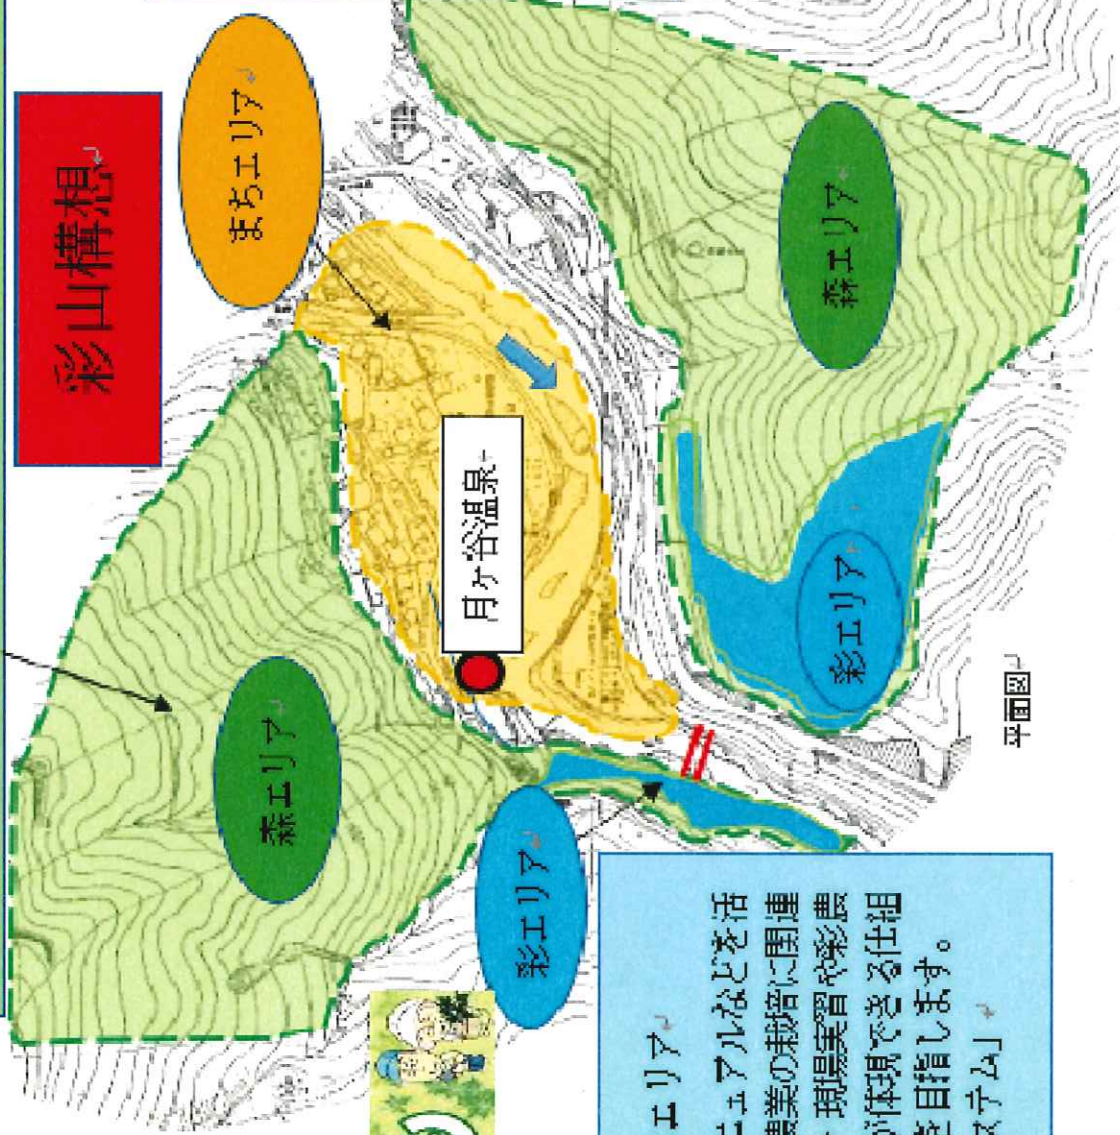 彩山構想
まちエリア
森エリア
月ヶ谷温泉
彩エリア
エリア
ニュアルなどを活
農業の栽培に関連
、現場実習や彩農
が体現できる仕組
を目指します。
ステム」
彩エリア
森エリア
平面図